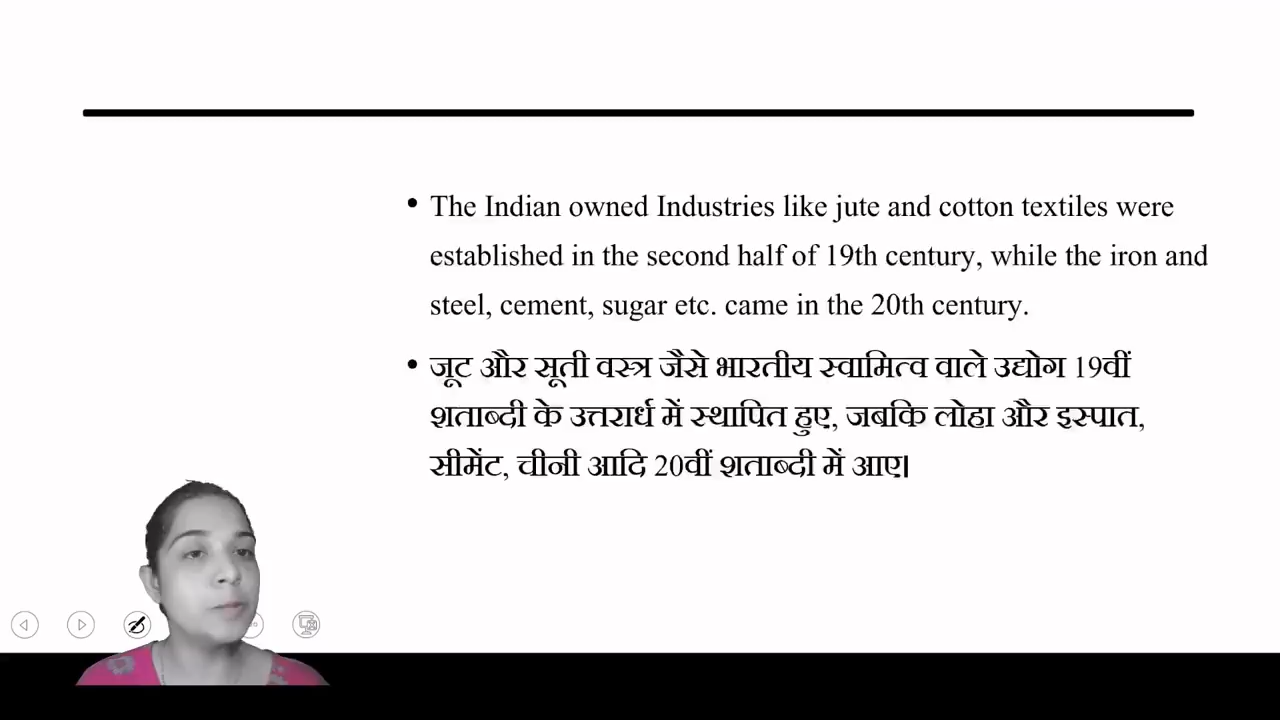 • The Indian owned Industries like jute and cotton textiles were
established in the second half of 19th century, while the iron and
steel, cement, sugar etc. came in the 20th century.
• जूट और सूती वस्त्र जैसे भारतीय स्वामित्व वाले उद्योग 19वीं
शताब्दी के उत्तरार्ध में स्थापित हुए, जबकि लोहा और इस्पात,
सीमेंट, चीनी आदि 20वीं शताब्दी में आए।